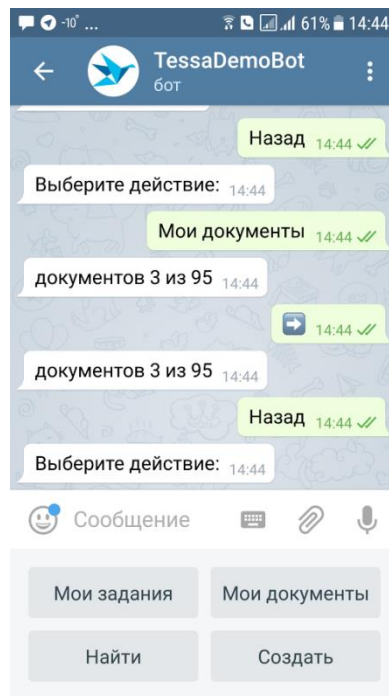 -10° ... 61% 14:44
TessaDemoBot
бот
Назад 14:44
Выберите действие: 14:44
Мои документы 14:44
документов 3 из 95 14:44
➡ 14:44
документов 3 из 95 14:44
Назад 14:44
Выберите действие: 14:44
Сообщение
Мои задания Мои документы
Найти Создать